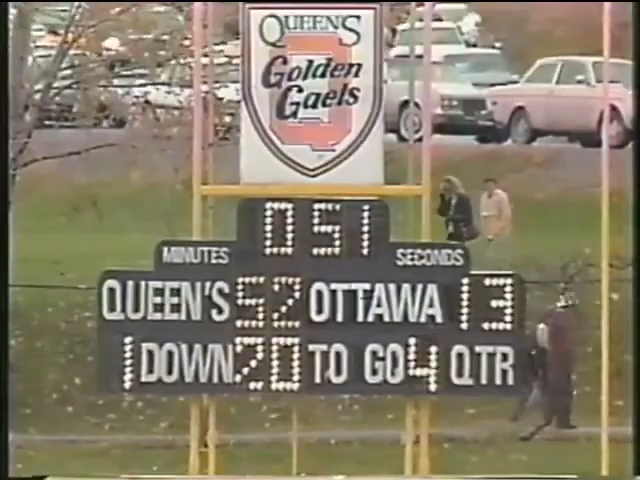 QUEEN'S
Golden
Gaels
0 51
MINUTES SECONDS
QUEEN'S 52 OTTAWA 13
1 DOWN 20 TO GO 4 QTR